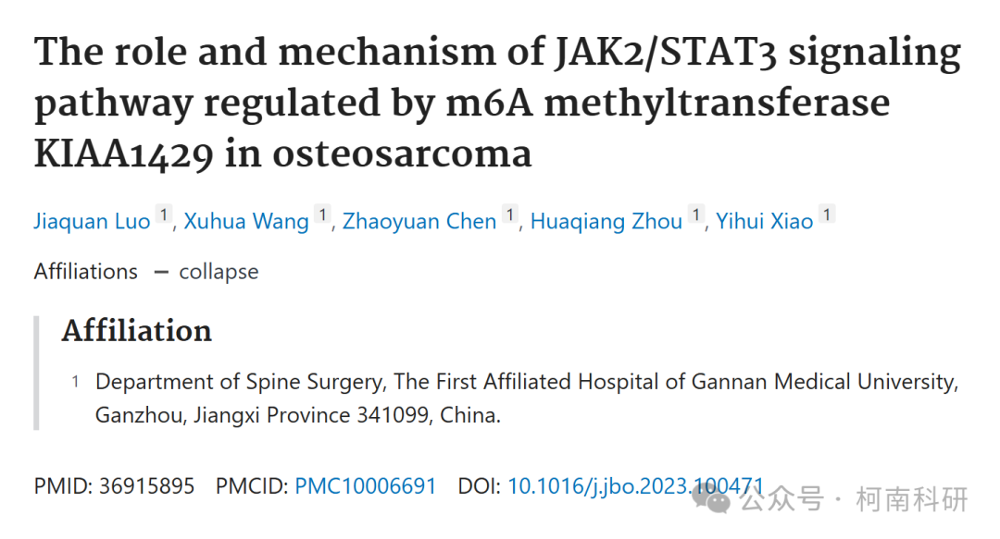 The role and mechanism of JAK2/STAT3 signaling
pathway regulated by m6A methyltransferase
KIAA1429 in osteosarcoma
Jiaquan Luo 1, Xuhua Wang 1, Zhaoyuan Chen 1, Huaqiang Zhou 1, Yihui Xiao 1
Affiliations — collapse
Affiliation
1 Department of Spine Surgery, The First Affiliated Hospital of Gannan Medical University,
Ganzhou, Jiangxi Province 341099, China.
PMID: 36915895 PMCID: PMC10006691 DOI: 10.1016/j.jbo.2023.100471
公众号 · 柯南科研